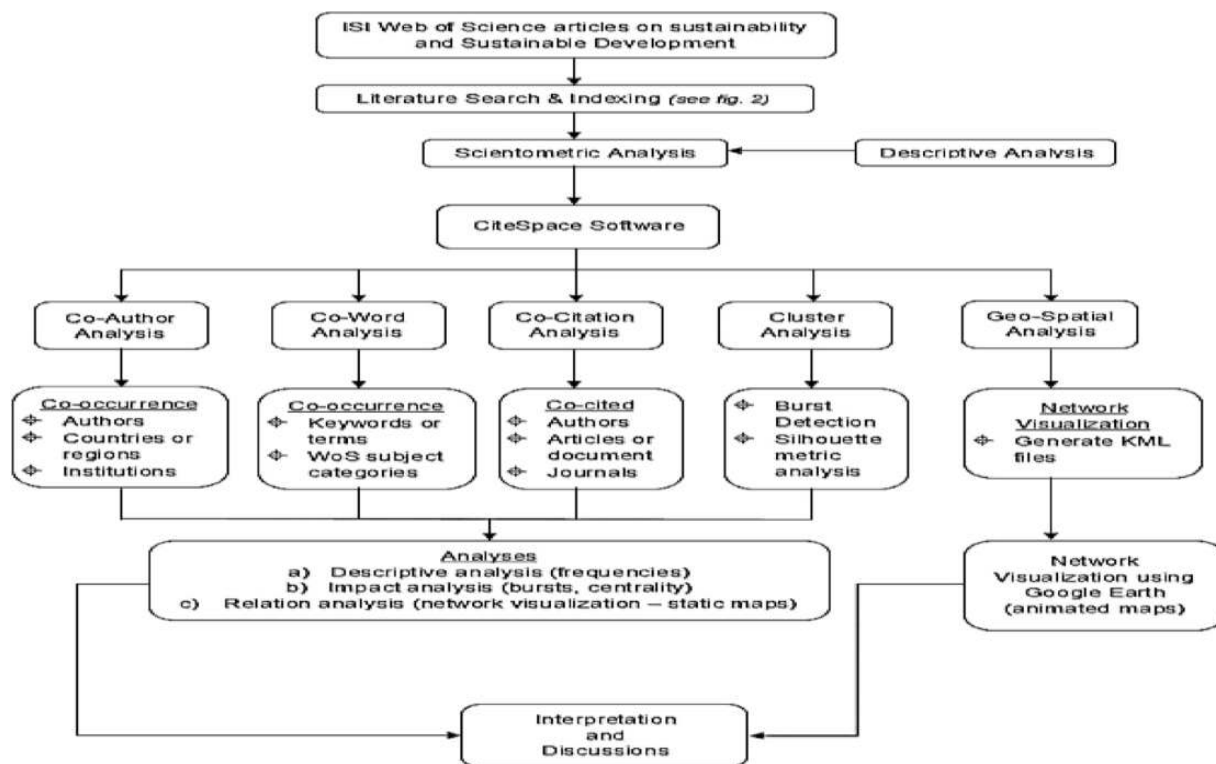 ISI Web of Science articles on sustainability
and Sustainable Development
Literature Search & Indexing (see fig. 2)
Scientometric Analysis
Descriptive Analysis
CiteSpace Software
Co-Author
Analysis
Co-Word
Analysis
Co-Citation
Analysis
Cluster
Analysis
Geo-Spatial
Analysis
Co-occurrence
Authors
Countries or
regions
Institutions
Co-occurrence
Keywords or
terms
WoS subject
categories
Co-cited
Authors
Articles or
document
Journals
Burst
Detection
Silhouette
metric
analysis
Network
Visualization
Generate KML
files
Analyses
a) Descriptive analysis (frequencies)
b) Impact analysis (bursts, centrality)
c) Relation analysis (network visualization – static maps)
Network
Visualization using
Google Earth
(animated maps)
Interpretation
and
Discussions